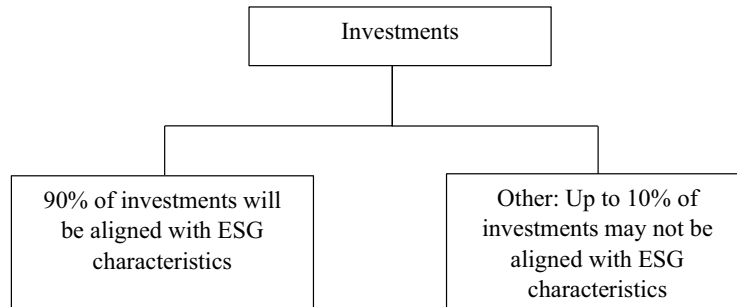 Investments
90% of investments will
be aligned with ESG
characteristics
Other: Up to 10% of
investments may not be
aligned with ESG
characteristics